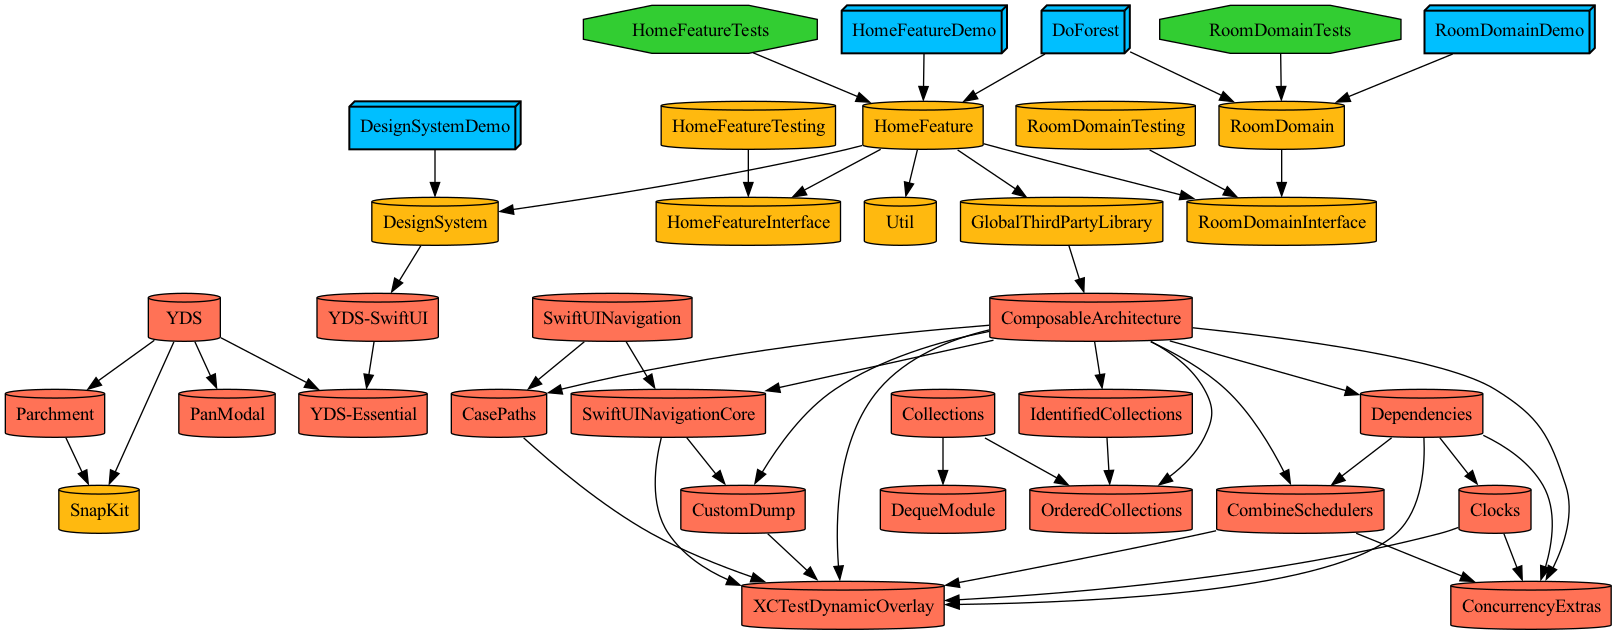 HomeFeatureTests
HomeFeatureDemo
DoForest
RoomDomainTests
RoomDomainDemo
DesignSystemDemo
HomeFeatureTesting
HomeFeature
RoomDomainTesting
RoomDomain
DesignSystem
HomeFeatureInterface
Util
GlobalThirdPartyLibrary
RoomDomainInterface
YDS
YDS-SwiftUI
SwiftUINavigation
ComposableArchitecture
Parchment
PanModal
YDS-Essential
CasePaths
SwiftUINavigationCore
Collections
IdentifiedCollections
Dependencies
SnapKit
CustomDump
DequeModule
OrderedCollections
CombineSchedulers
Clocks
XCTestDynamicOverlay
ConcurrencyExtras